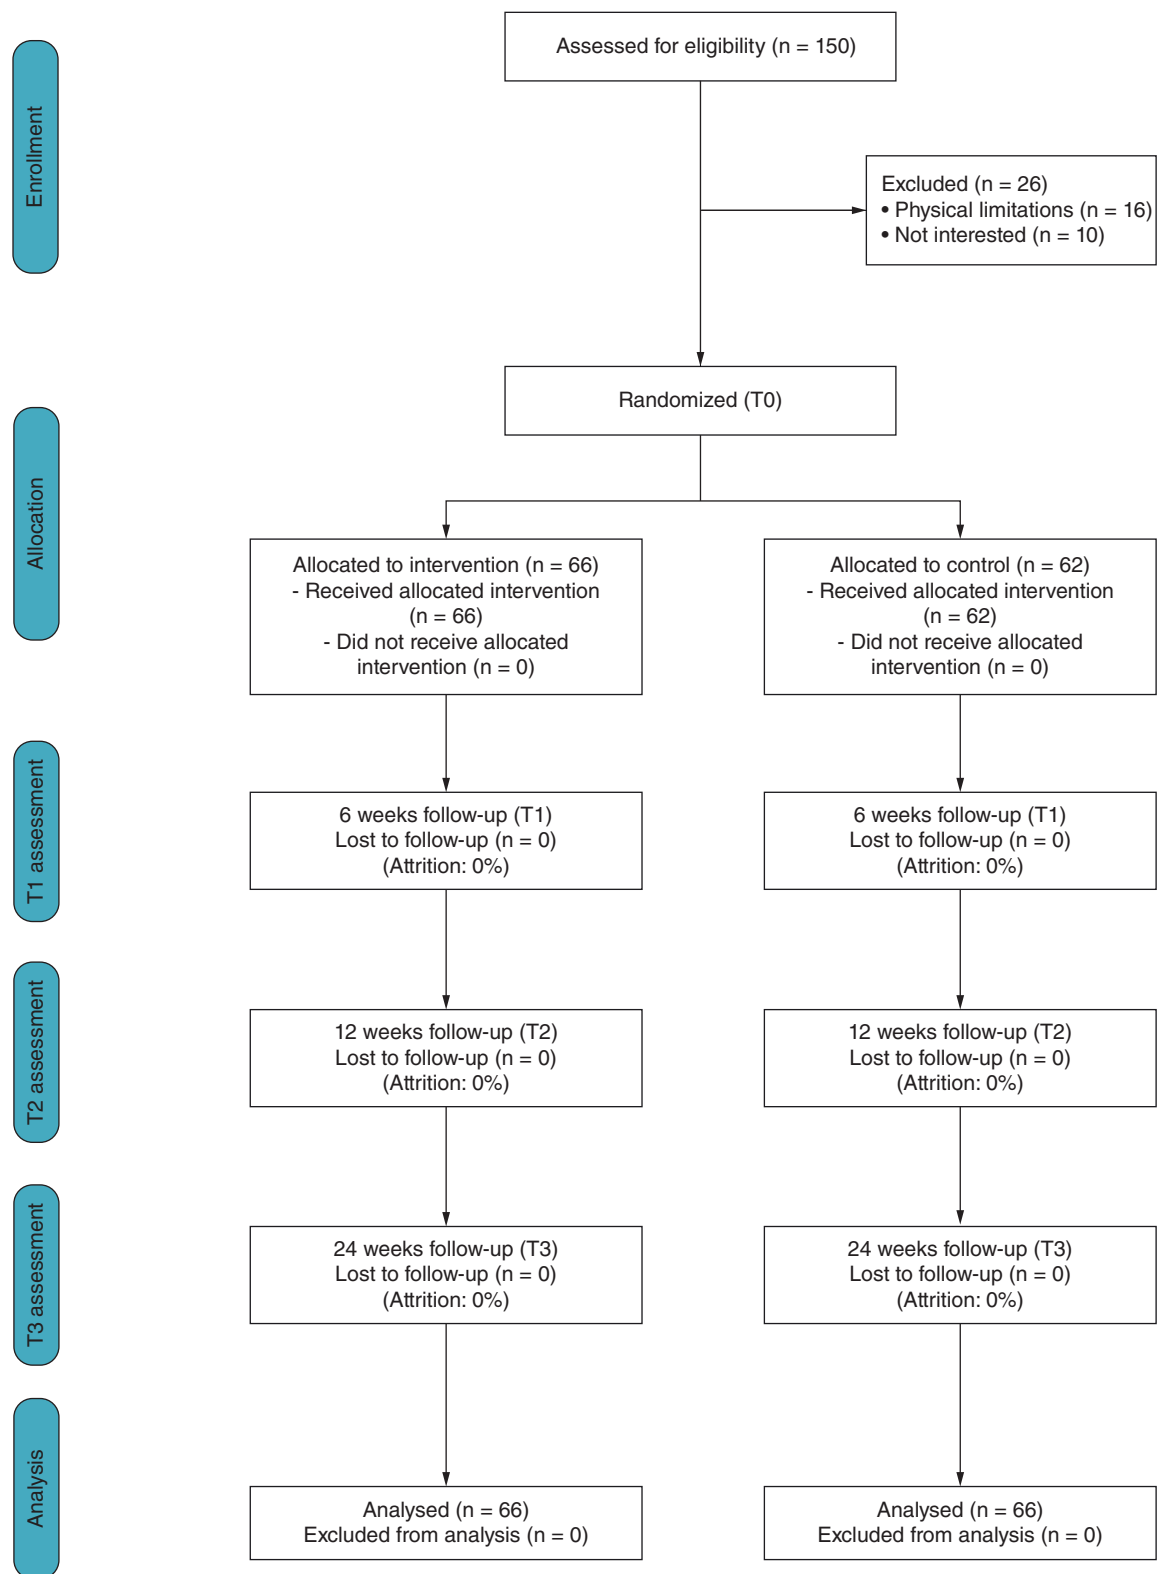 Enrollment
Assessed for eligibility (n = 150)
Excluded (n = 26)
• Physical limitations (n = 16)
• Not interested (n = 10)
Randomized (T0)
Allocation
Allocated to intervention (n = 66)
- Received allocated intervention
(n = 66)
- Did not receive allocated
intervention (n = 0)
Allocated to control (n = 62)
- Received allocated intervention
(n = 62)
- Did not receive allocated
intervention (n = 0)
T1 assessment
6 weeks follow-up (T1)
Lost to follow-up (n = 0)
(Attrition: 0%)
6 weeks follow-up (T1)
Lost to follow-up (n = 0)
(Attrition: 0%)
T2 assessment
12 weeks follow-up (T2)
Lost to follow-up (n = 0)
(Attrition: 0%)
12 weeks follow-up (T2)
Lost to follow-up (n = 0)
(Attrition: 0%)
T3 assessment
24 weeks follow-up (T3)
Lost to follow-up (n = 0)
(Attrition: 0%)
24 weeks follow-up (T3)
Lost to follow-up (n = 0)
(Attrition: 0%)
Analysis
Analysed (n = 66)
Excluded from analysis (n = 0)
Analysed (n = 66)
Excluded from analysis (n = 0)